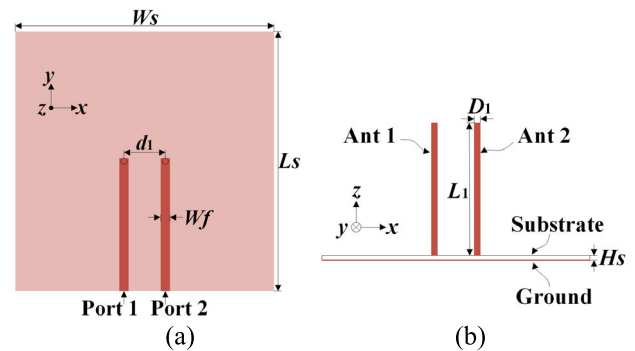 Ws
y
z
x
d1
Ls
Wf
Port 1
Port 2
(a)
D1
Ant 1
Ant 2
L1
z
y
x
Substrate
Hs
Ground
(b)